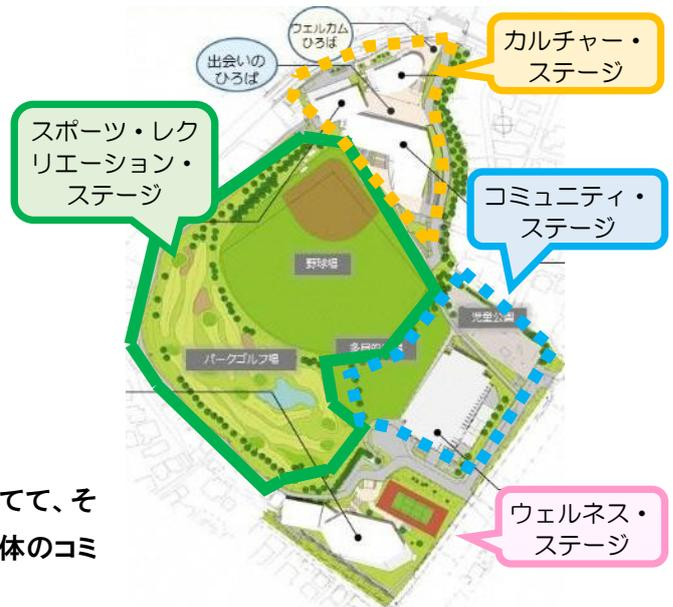 ウェルカム
ひろば
出会いの
ひろば
カルチャー・
ステージ
スポーツ・レク
リエーション・
ステージ
コミュニティ・
ステージ
野球場
児童公園
パークゴルフ場
てて、そ
体のコミ
ウェルネス・
ステージ